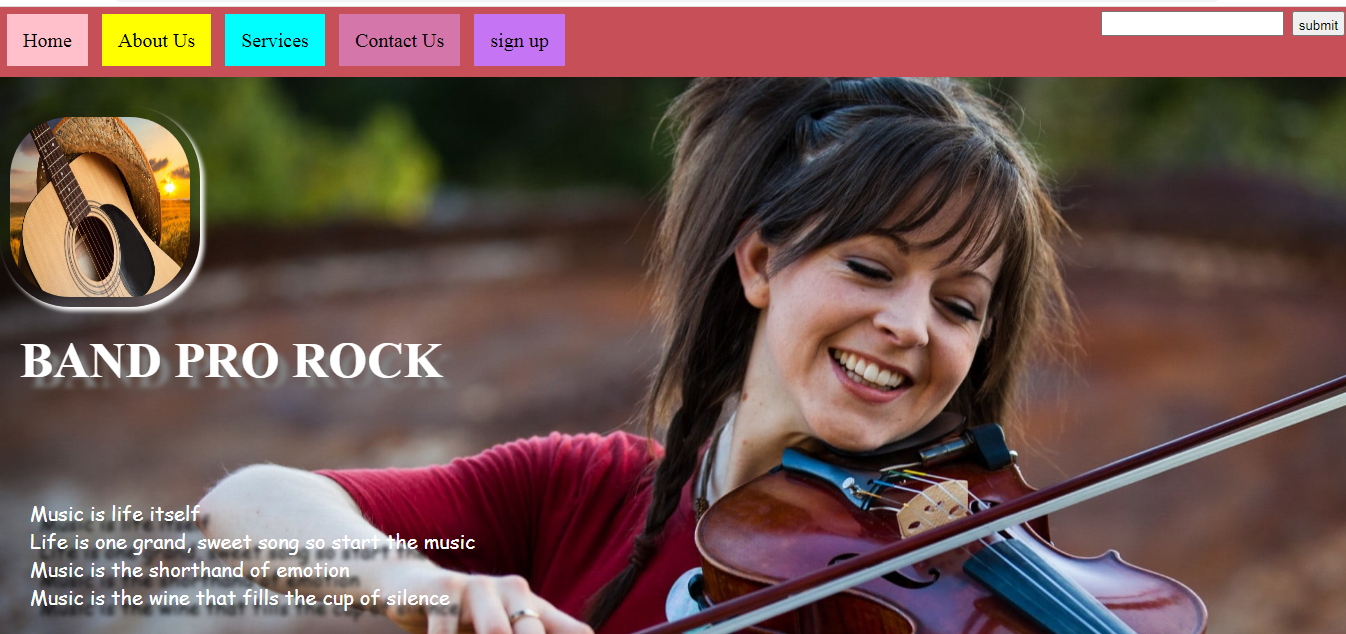 Home
About Us
Services
Contact Us
sign up
submit
BAND PRO ROCK
Music is life itself
Life is one grand, sweet song so start the music
Music is the shorthand of emotion
Music is the wine that fills the cup of silence